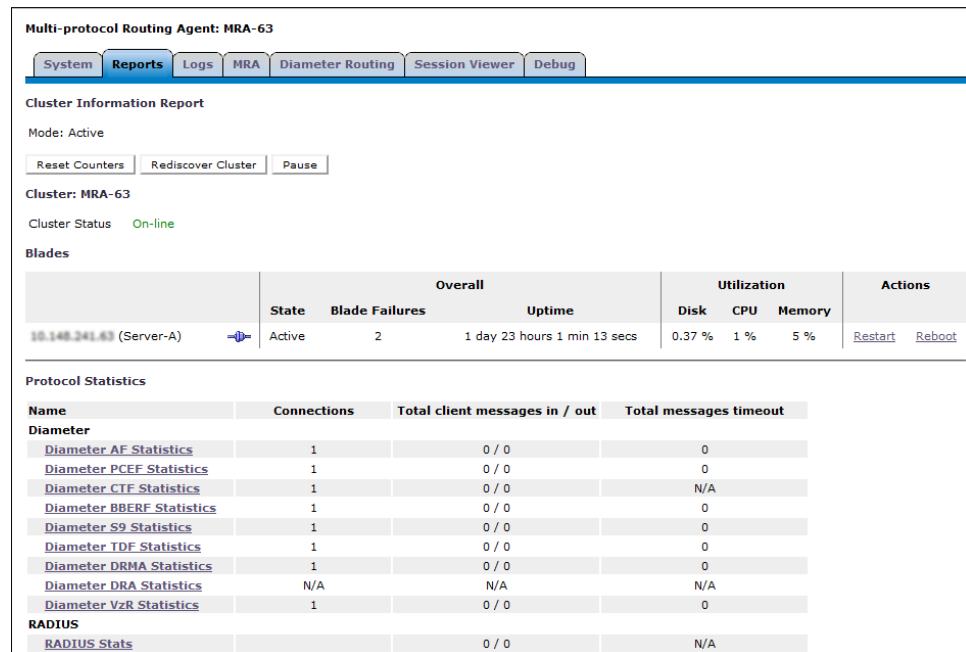 Multi-protocol Routing Agent: MRA-63
System Reports Logs MRA Diameter Routing Session Viewer Debug
Cluster Information Report
Mode: Active
Reset Counters Rediscover Cluster Pause
Cluster: MRA-63
Cluster Status On-line
Blades
Overall Utilization Actions
State Blade Failures Uptime Disk CPU Memory
(Server-A) Active 2 1 day 23 hours 1 min 13 secs 0.37 % 1 % 5 % Restart Reboot
Protocol Statistics
Name Connections Total client messages in / out Total messages timeout
Diameter
Diameter AF Statistics 1 0 / 0 0
Diameter PCEF Statistics 1 0 / 0 0
Diameter CTF Statistics 1 0 / 0 N/A
Diameter BBERF Statistics 1 0 / 0 0
Diameter S9 Statistics 1 0 / 0 0
Diameter TDF Statistics 1 0 / 0 0
Diameter DRMA Statistics 1 0 / 0 0
Diameter DRA Statistics N/A N/A N/A
Diameter VzR Statistics 1 0 / 0 0
RADIUS
RADIUS Stats 0 / 0 N/A